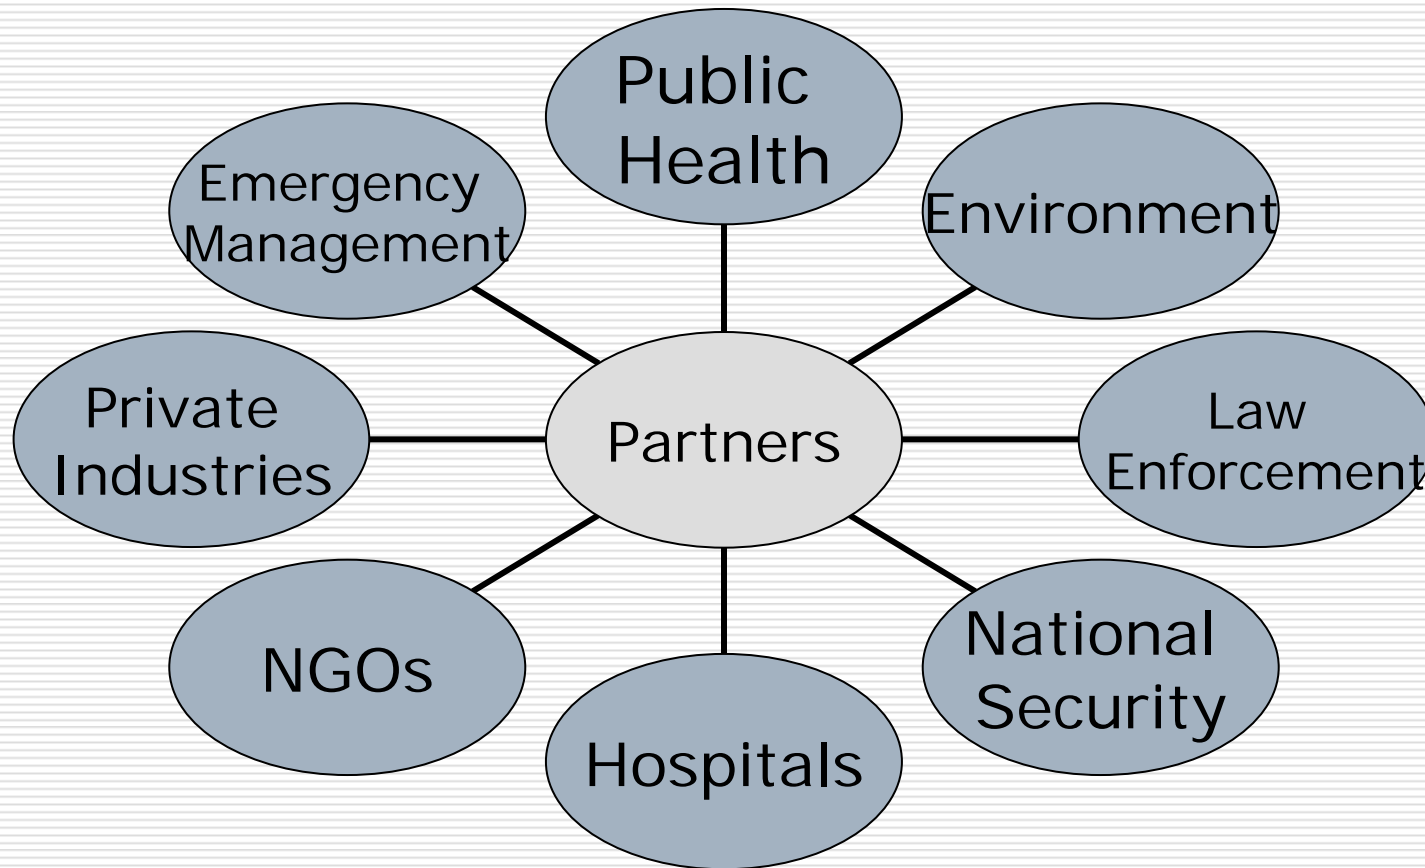 Public
Health
Emergency
Management
Environment
Private
Industries
Partners
Law
Enforcement
NGOs
National
Security
Hospitals